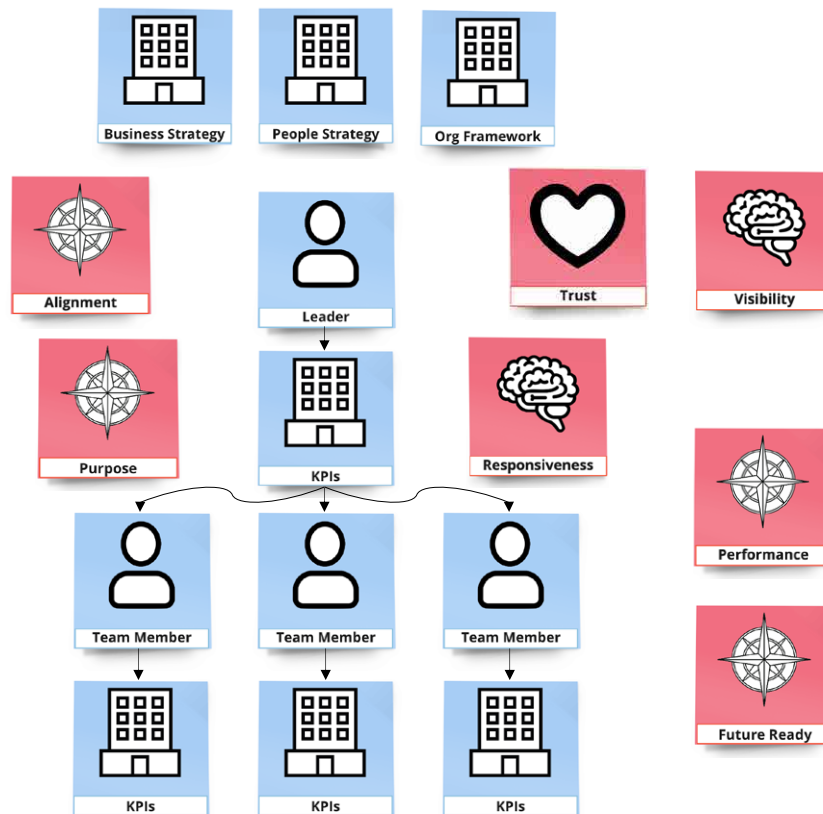 Business Strategy
People Strategy
Org Framework
Alignment
Leader
Trust
Visibility
Purpose
KPIs
Responsiveness
Performance
Team Member
Team Member
Team Member
Future Ready
KPIs
KPIs
KPIs